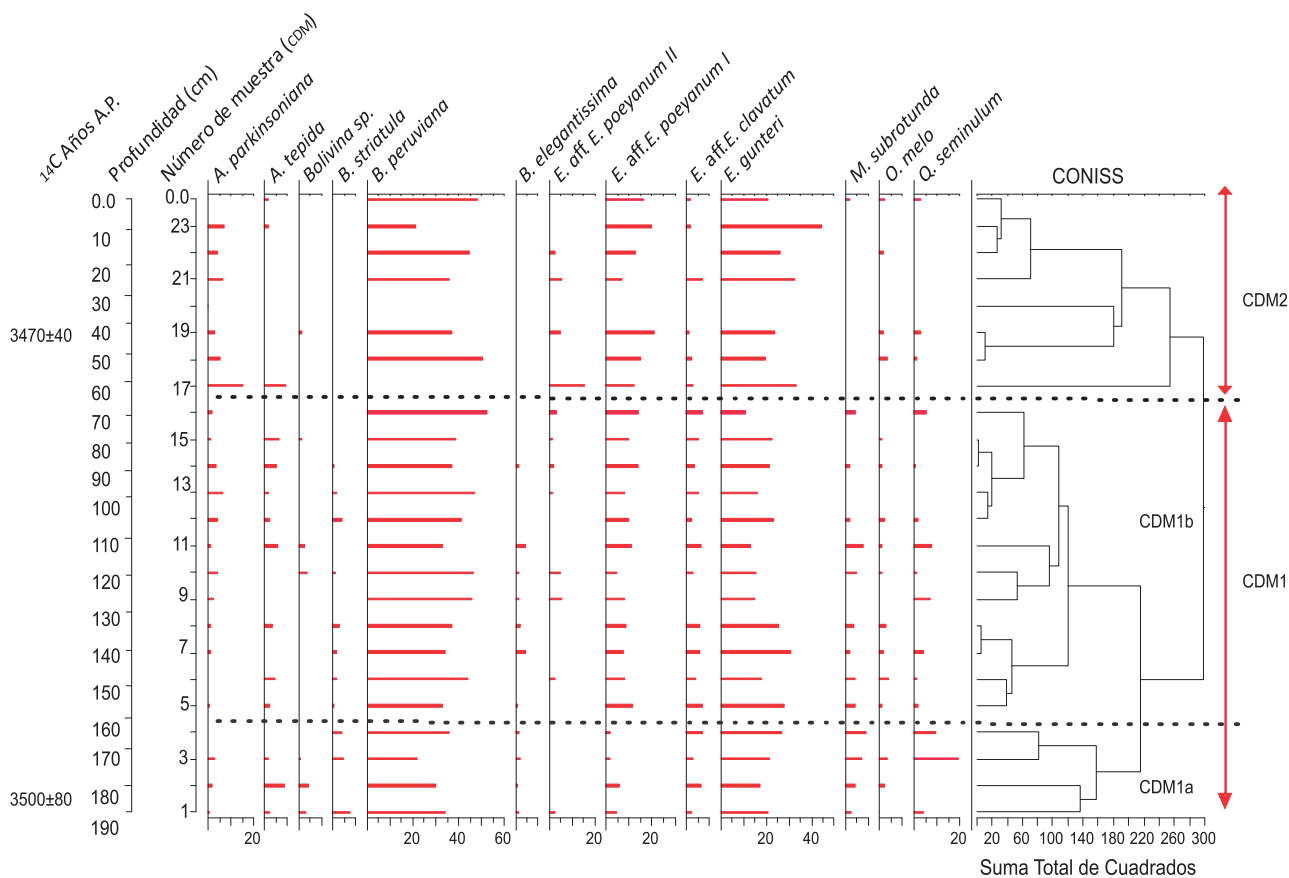 14C Años A.P.
Profundidad (cm)
Número de muestra (CDM)
A. parkinsoniana
A. tepida
Bolivina sp.
B. striatula
B. peruviana
B. elegantissima
E. aff. E. poeyanum II
E. aff.E. poeyenum I
E. aff.E. clavatum
E. gunteri
M. subrotunda
O. melo
Q. seminulum
CONISS
3470±40
3500±80
0.0
10
20
30
40
50
60
70
80
90
100
110
120
130
140
150
160
170
180
190
0.0
23
21
19
17
15
13
11
9
7
5
3
1
CDM2
CDM1b
CDM1
CDM1a
20
20 40 60
20
20
20 40
20
20 60 100 140 180 220 260 300
Suma Total de Cuadrados